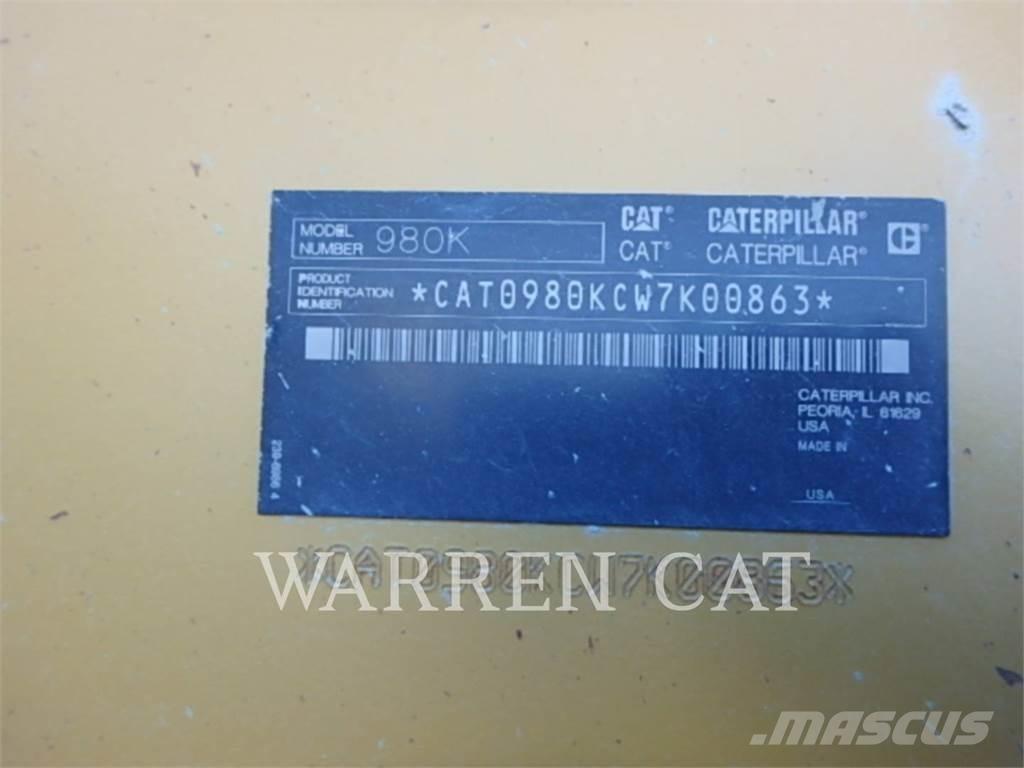 MODEL
NUMBER 980K
CAT® CATERPILLAR®
CAT® CATERPILLAR®
PRODUCT
IDENTIFICATION
NUMBER
*CAT0980KCW7K00863*
CATERPILLAR INC.
PEORIA, IL 61629
USA
MADE IN
USA
*CAT0980KCW7K00863*
WARREN CAT
MASCUS